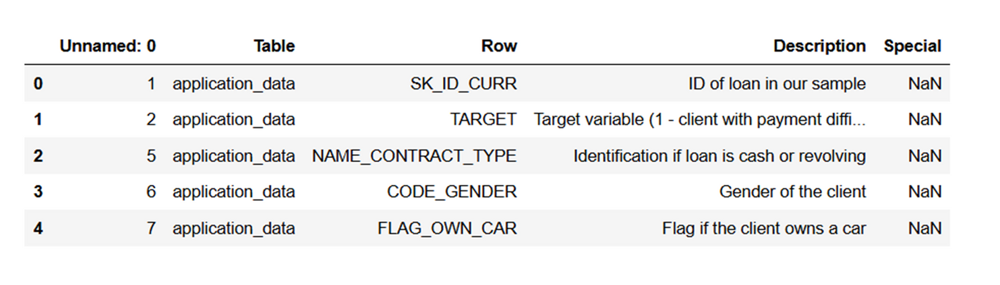 Unnamed: 0 Table Row Description Special
0 1 application_data SK_ID_CURR ID of loan in our sample NaN
1 2 application_data TARGET Target variable (1 - client with payment diffi... NaN
2 5 application_data NAME_CONTRACT_TYPE Identification if loan is cash or revolving NaN
3 6 application_data CODE_GENDER Gender of the client NaN
4 7 application_data FLAG_OWN_CAR Flag if the client owns a car NaN